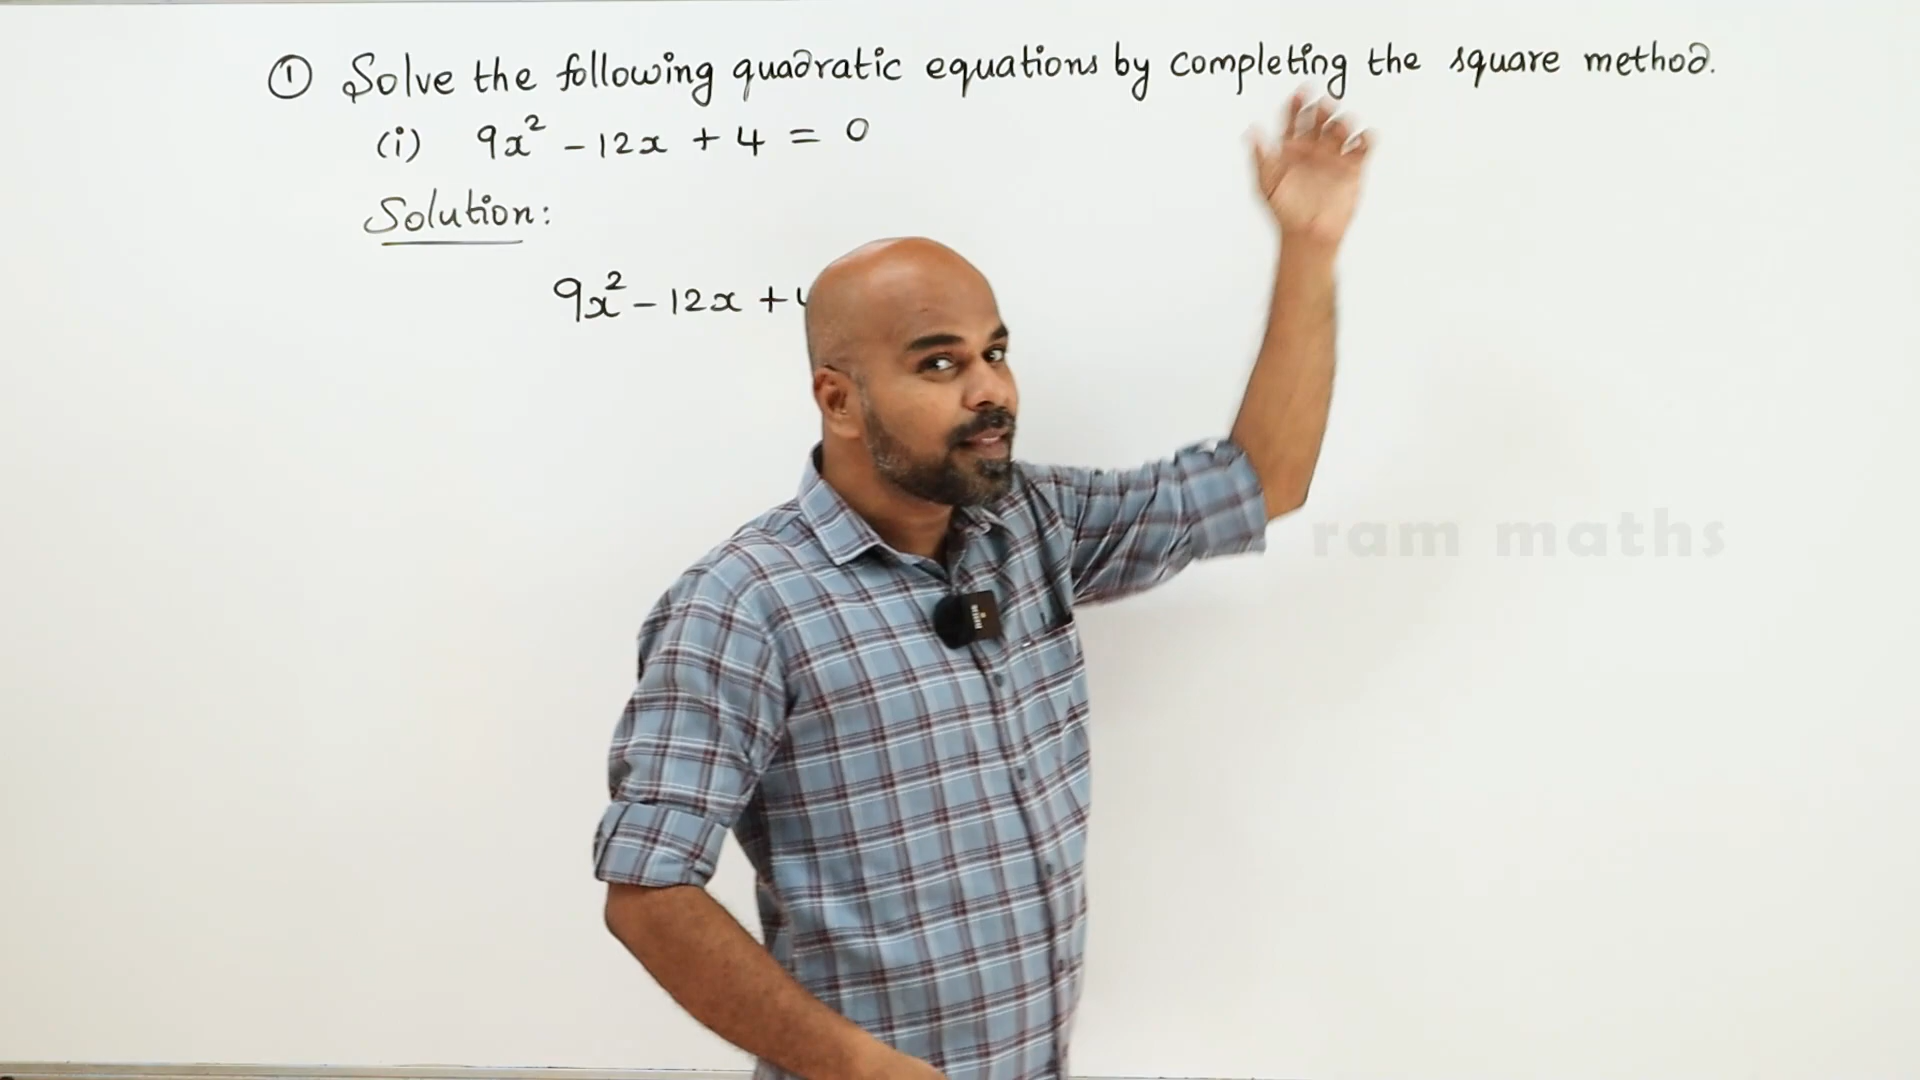 ① Solve the following quadratic equations by completing the square method.
(i) 9x² - 12x + 4 = 0
Solution:
9x² - 12x + 4
ram maths